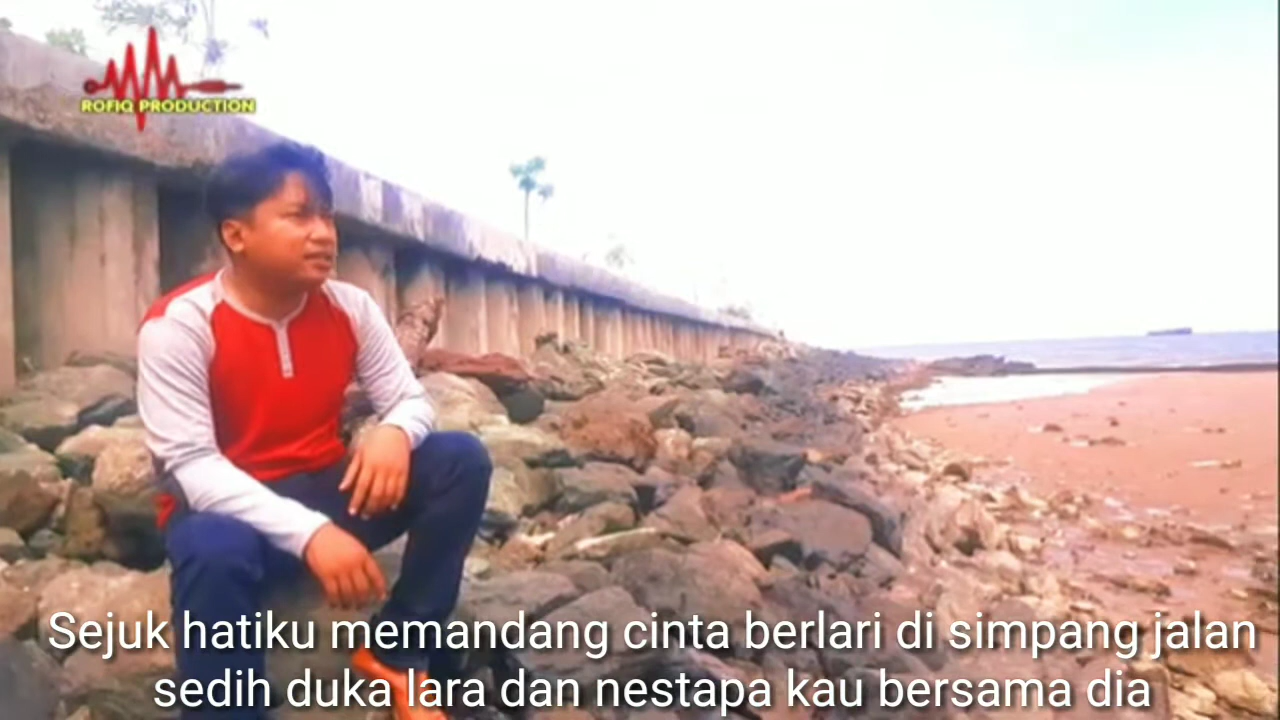 ROFIQ PRODUCTION
Sejuk hatiku memandang cinta berlari di simpang jalan
sedih duka lara dan nestapa kau bersama dia